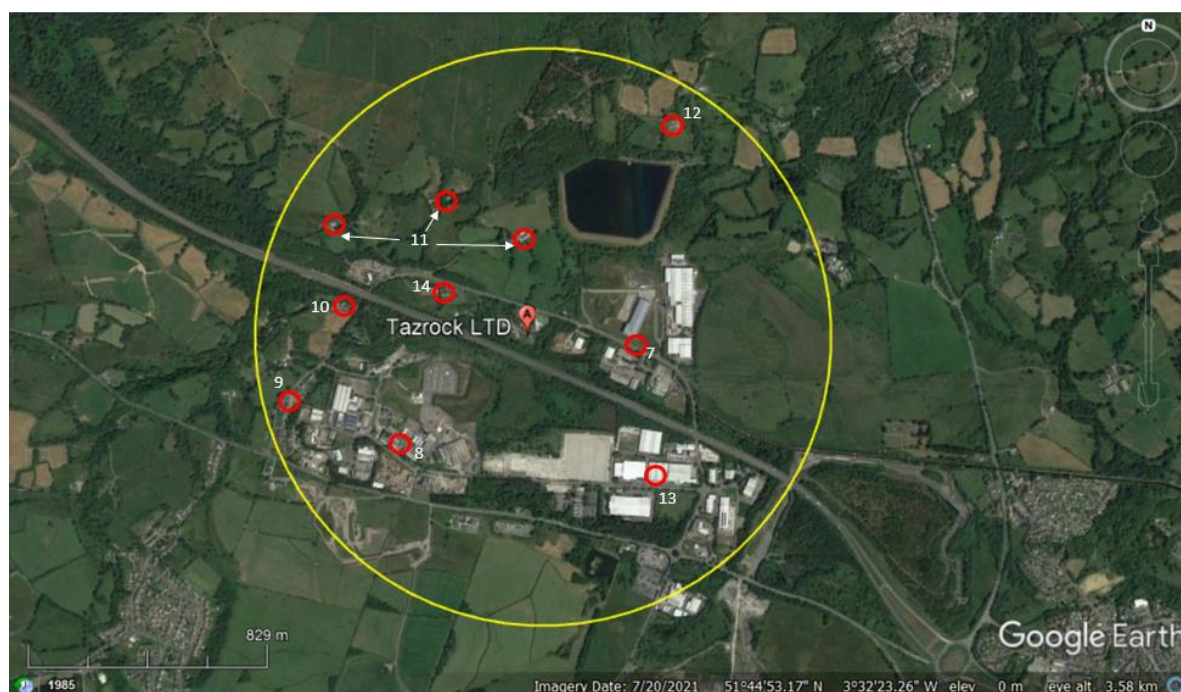 N
12
11
14
10
Tazrock LTD
A
7
9
8
13
829 m
Google Earth
1985
Imagery Date: 7/20/2021 51°44'53.17" N 3°32'23.26" W elev 0 m eye alt 3.58 km